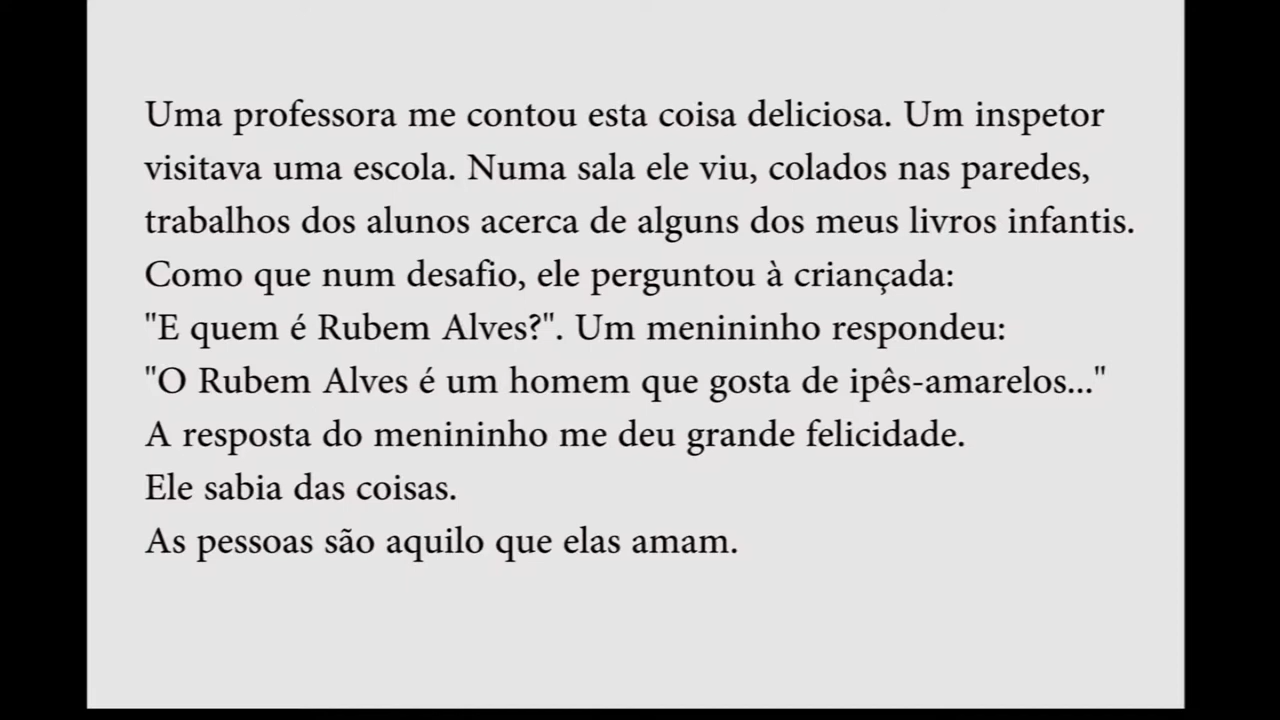 Uma professora me contou esta coisa deliciosa. Um inspetor
visitava uma escola. Numa sala ele viu, colados nas paredes,
trabalhos dos alunos acerca de alguns dos meus livros infantis.
Como que num desafio, ele perguntou à criançada:
"E quem é Rubem Alves?". Um menininho respondeu:
"O Rubem Alves é um homem que gosta de ipês-amarelos..."
A resposta do menininho me deu grande felicidade.
Ele sabia das coisas.
As pessoas são aquilo que elas amam.